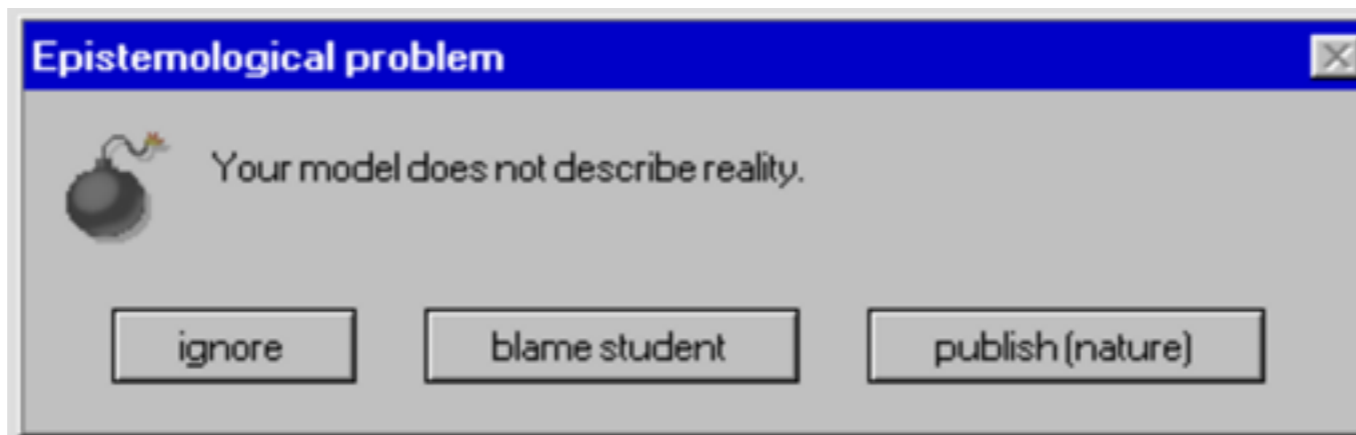 Epistemological problem
Your model does not describe reality.
ignore
blame student
publish (nature)